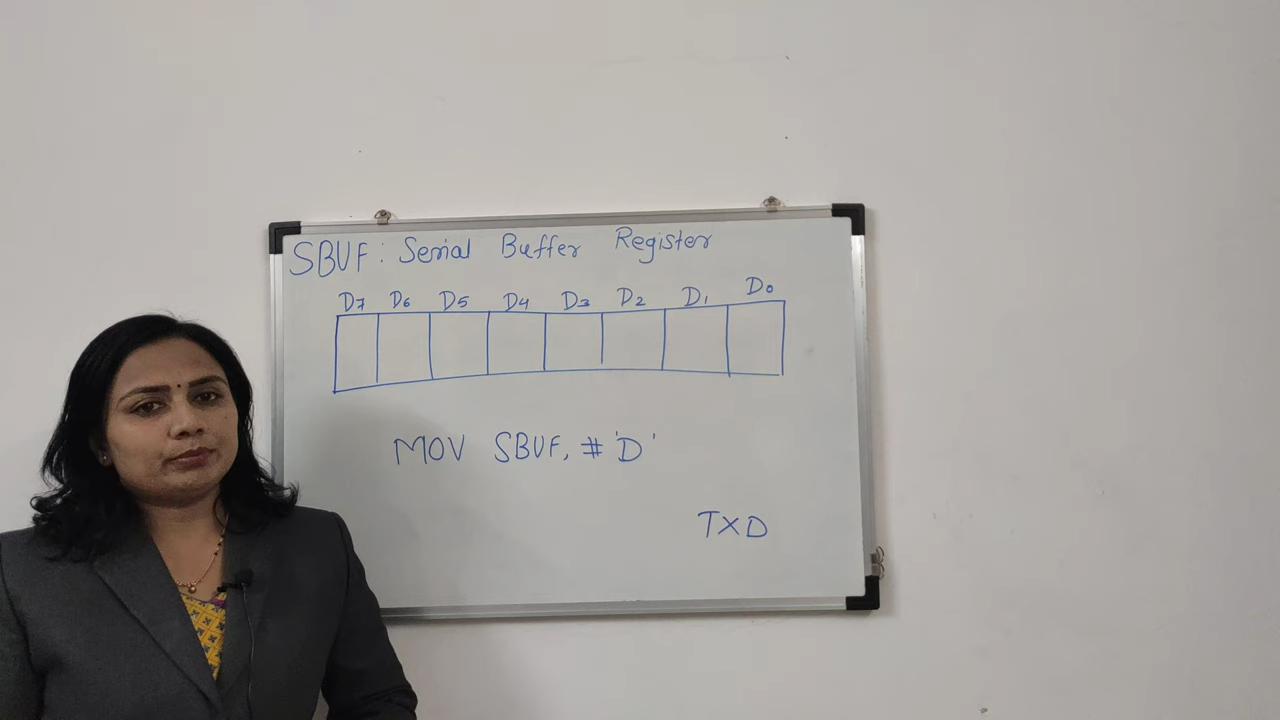 SBUF: Serial Buffer Register
D7 D6 D5 D4 D3 D2 D1 D0
MOV SBUF, # 'D'
TXD